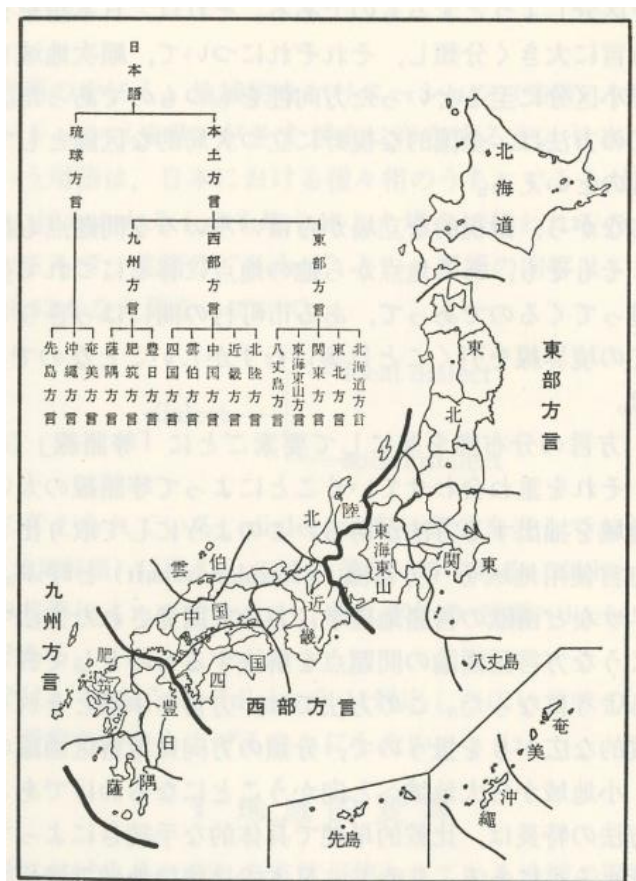 日本語
本土方言
琉球方言
東部方言
西部方言
九州方言
北海道方言
東北方言
関東方言
東海東山方言
八丈島方言
北陸方言
近畿方言
中国方言
雲伯方言
四国方言
豊日方言
肥筑方言
薩隅方言
奄美方言
沖繩方言
先島方言
北海道
東部方言
東北
関東
東海東山
北陸
近畿
雲伯
中国
四国
西部方言
九州方言
肥筑
豊日
薩隅
八丈島
奄美
沖繩
先島